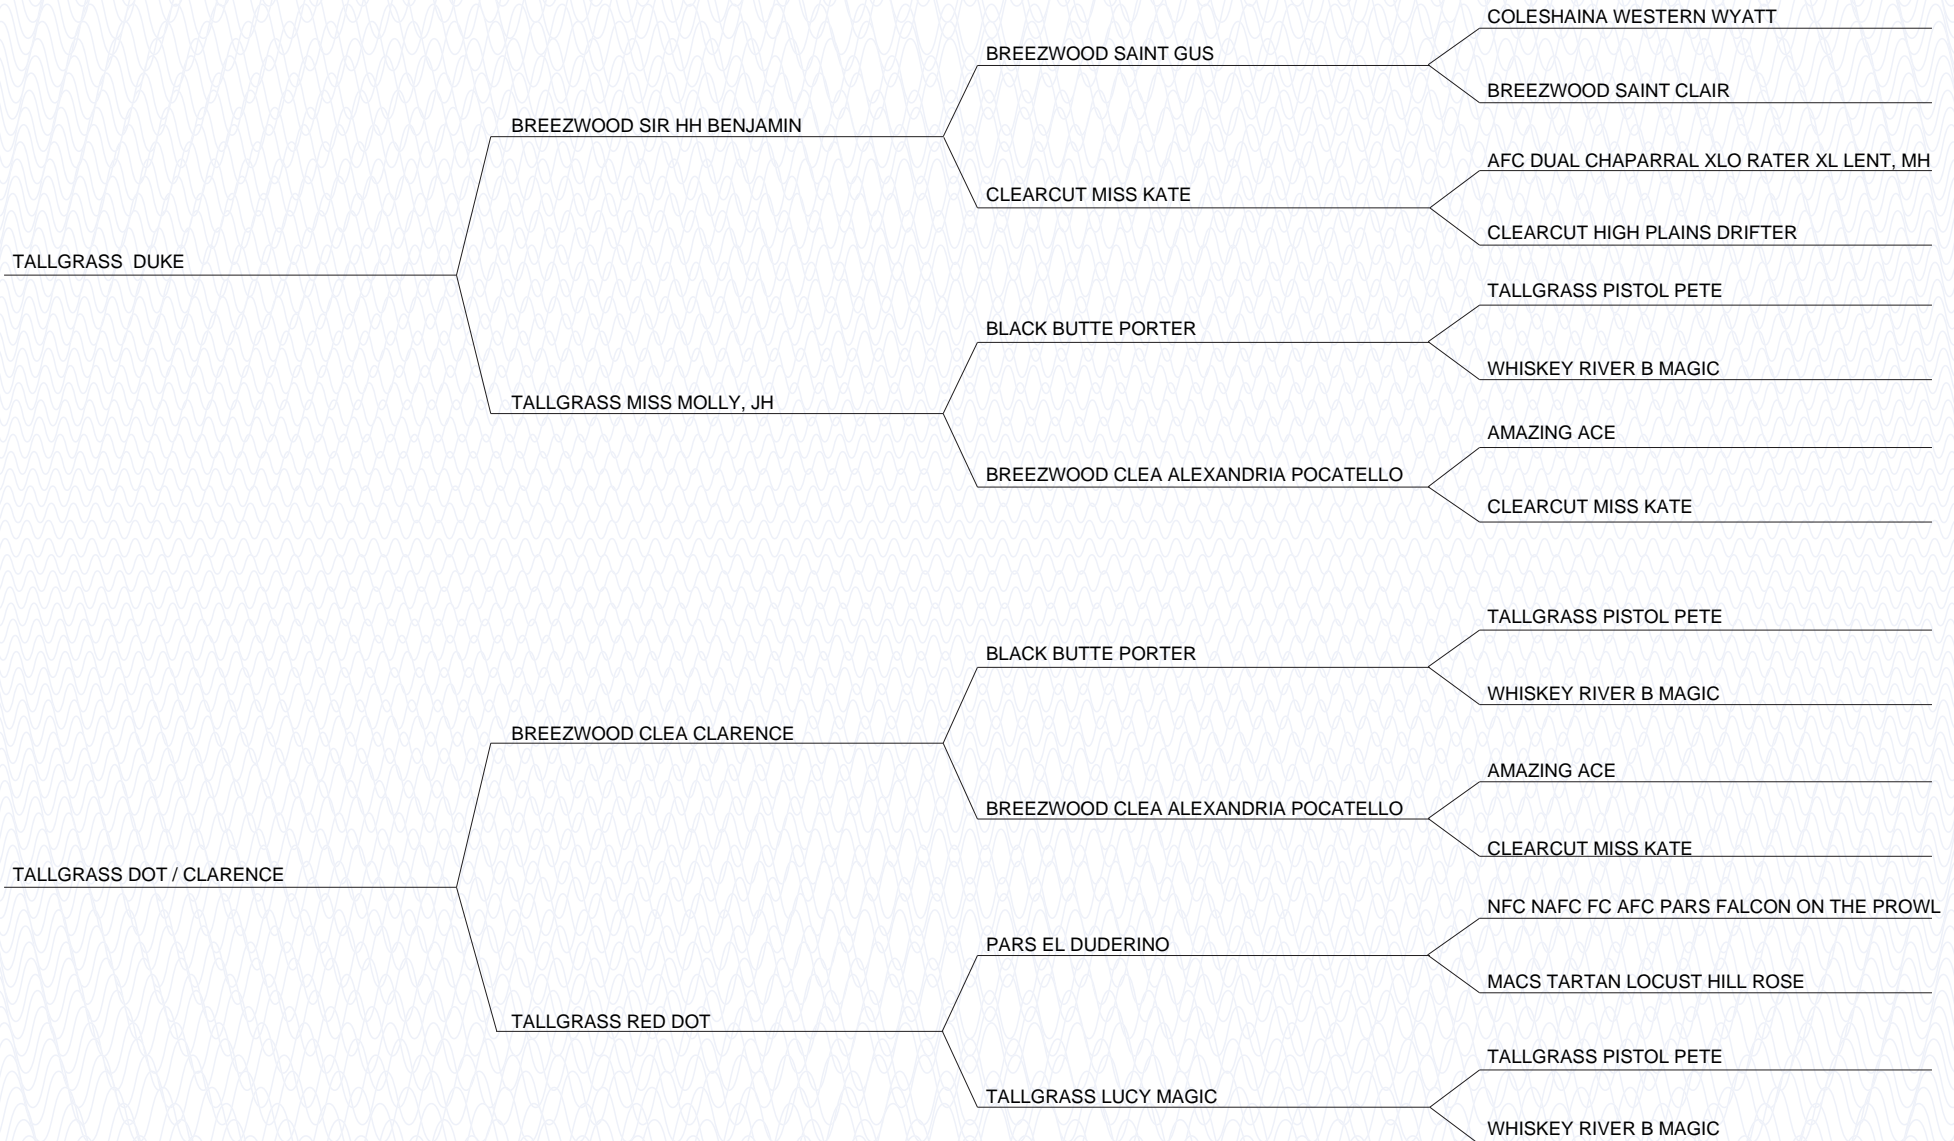 COLESHAINA WESTERN WYATT
BREEZWOOD SAINT GUS
BREEZWOOD SAINT CLAIR
BREEZWOOD SIR HH BENJAMIN
AFC DUAL CHAPARRAL XLO RATER XL LENT, MH
CLEARCUT MISS KATE
CLEARCUT HIGH PLAINS DRIFTER
TALLGRASS  DUKE
TALLGRASS PISTOL PETE
BLACK BUTTE PORTER
WHISKEY RIVER B MAGIC
TALLGRASS MISS MOLLY, JH
AMAZING ACE
BREEZWOOD CLEA ALEXANDRIA POCATELLO
CLEARCUT MISS KATE
TALLGRASS PISTOL PETE
BLACK BUTTE PORTER
WHISKEY RIVER B MAGIC
BREEZWOOD CLEA CLARENCE
AMAZING ACE
BREEZWOOD CLEA ALEXANDRIA POCATELLO
CLEARCUT MISS KATE
TALLGRASS DOT / CLARENCE
NFC NAFC FC AFC PARS FALCON ON THE PROWL
PARS EL DUDERINO
MACS TARTAN LOCUST HILL ROSE
TALLGRASS RED DOT
TALLGRASS PISTOL PETE
TALLGRASS LUCY MAGIC
WHISKEY RIVER B MAGIC